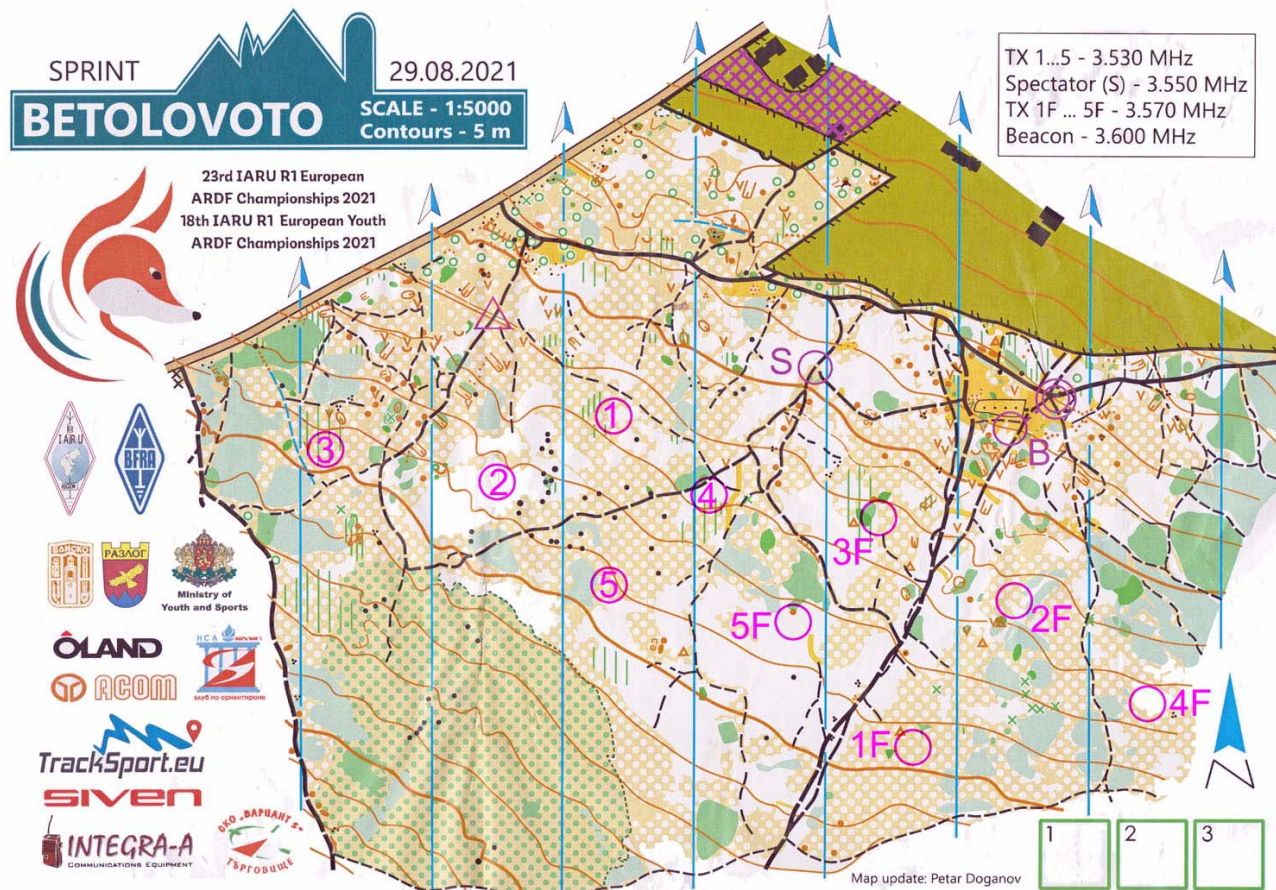 SPRINT
29.08.2021
BETOLOVOTO
SCALE - 1:5000
Contours - 5 m
TX 1...5 - 3.530 MHz
Spectator (S) - 3.550 MHz
TX 1F ... 5F - 3.570 MHz
Beacon - 3.600 MHz
23rd IARU R1 European
ARDF Championships 2021
18th IARU R1 European Youth
ARDF Championships 2021
S
1
3
2
4
B
3F
5
5F
2F
4F
1F
IARU
BFRA
БАНСКО
РАЗЛОГ
Ministry of
Youth and Sports
ÖLAND
НСА
клуб по ориентиране
ACOM
TrackSport.eu
SIVEN
INTEGRA-A
COMMUNICATIONS EQUIPMENT
СКО "ВАРИАНТ 5"
ТЪРГОВИЩЕ
N
1
2
3
Map update: Petar Doganov